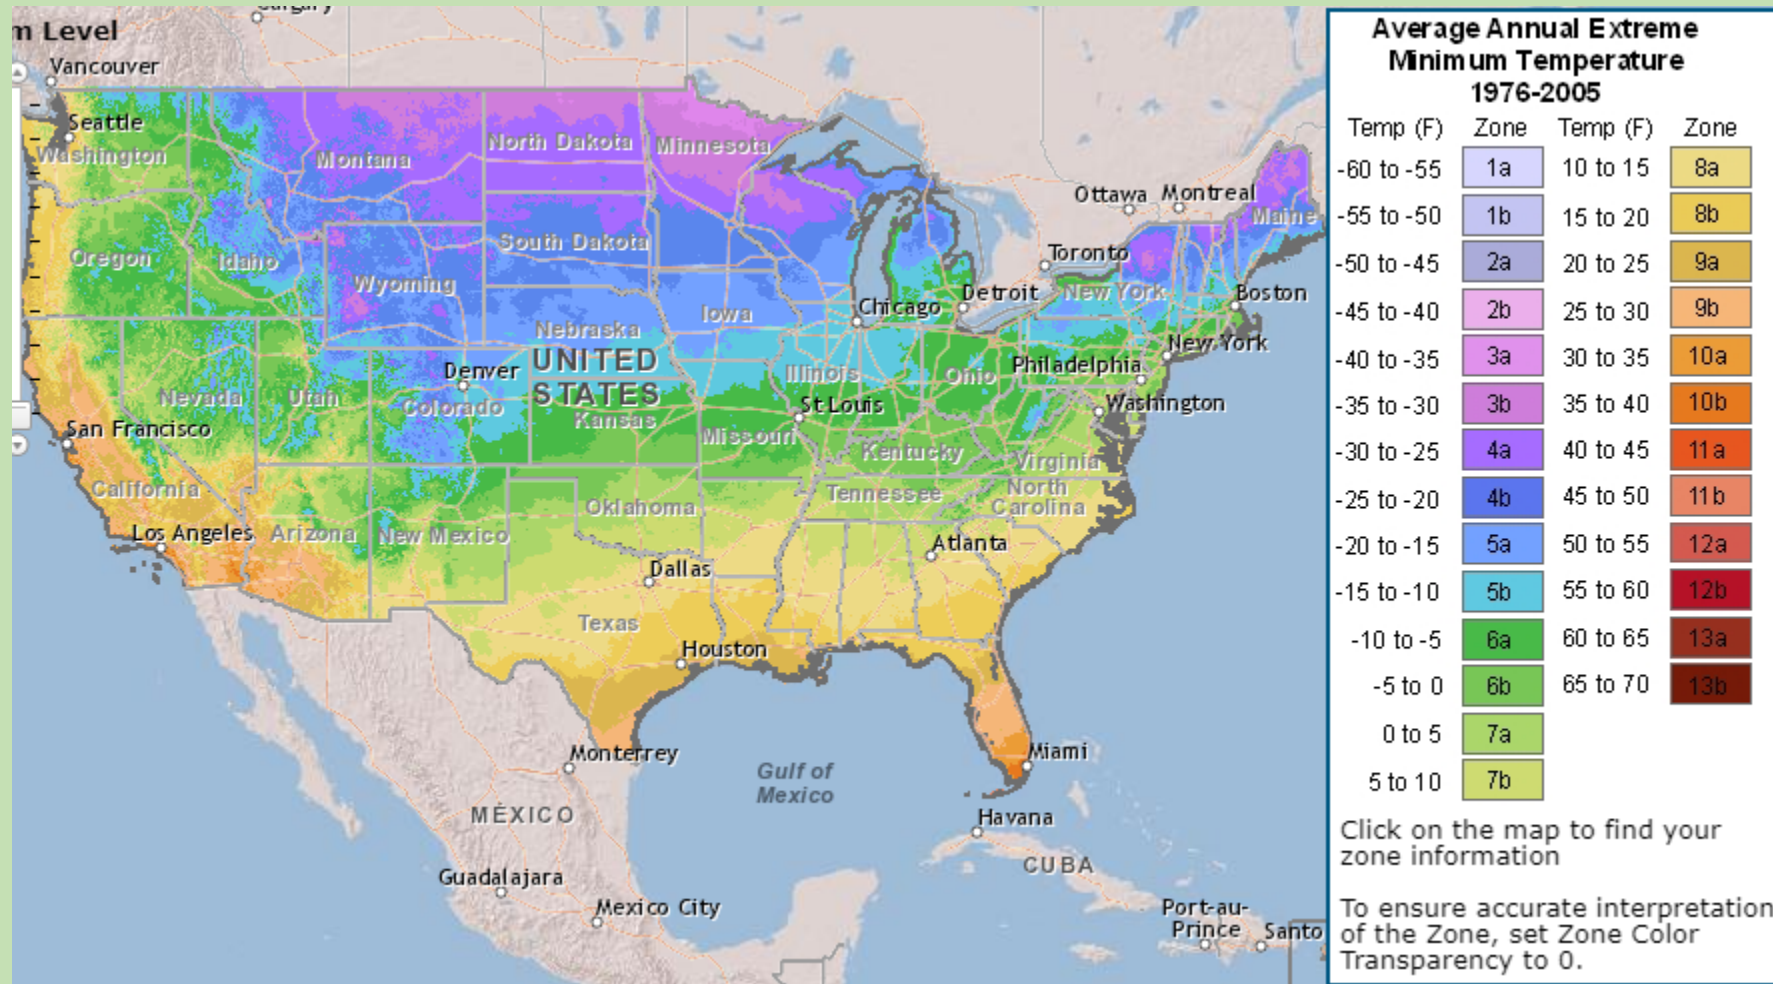 m Level
Vancouver
Seattle
Washington
Montana
North Dakota
Minnesota
Ottawa
Montreal
Maine
Oregon
Idaho
South Dakota
Toronto
Wyoming
Chicago
Detroit
New York
Boston
Iowa
Nebraska
New York
UNITED
STATES
Denver
Illinois
Ohio
Philadelphia
Nevada
Utah
Colorado
Kansas
St Louis
Washington
San Francisco
Missouri
Kentucky
Virginia
California
Oklahoma
Tennessee
North
Carolina
Los Angeles
Arizona
New Mexico
Atlanta
Dallas
Texas
Houston
Monterrey
Gulf of
Mexico
Miami
MÉXICO
Havana
CUBA
Guadalajara
Mexico City
Port-au-
Prince
Santo
Average Annual Extreme
Minimum Temperature
1976-2005
Temp (F) Zone Temp (F) Zone
-60 to -55 1a 10 to 15 8a
-55 to -50 1b 15 to 20 8b
-50 to -45 2a 20 to 25 9a
-45 to -40 2b 25 to 30 9b
-40 to -35 3a 30 to 35 10a
-35 to -30 3b 35 to 40 10b
-30 to -25 4a 40 to 45 11a
-25 to -20 4b 45 to 50 11b
-20 to -15 5a 50 to 55 12a
-15 to -10 5b 55 to 60 12b
-10 to -5 6a 60 to 65 13a
-5 to 0 6b 65 to 70 13b
0 to 5 7a
5 to 10 7b
Click on the map to find your
zone information
To ensure accurate interpretation
of the Zone, set Zone Color
Transparency to 0.